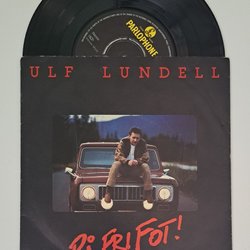 PARLOPHONE
ULF LUNDELL
På FRI FOT!